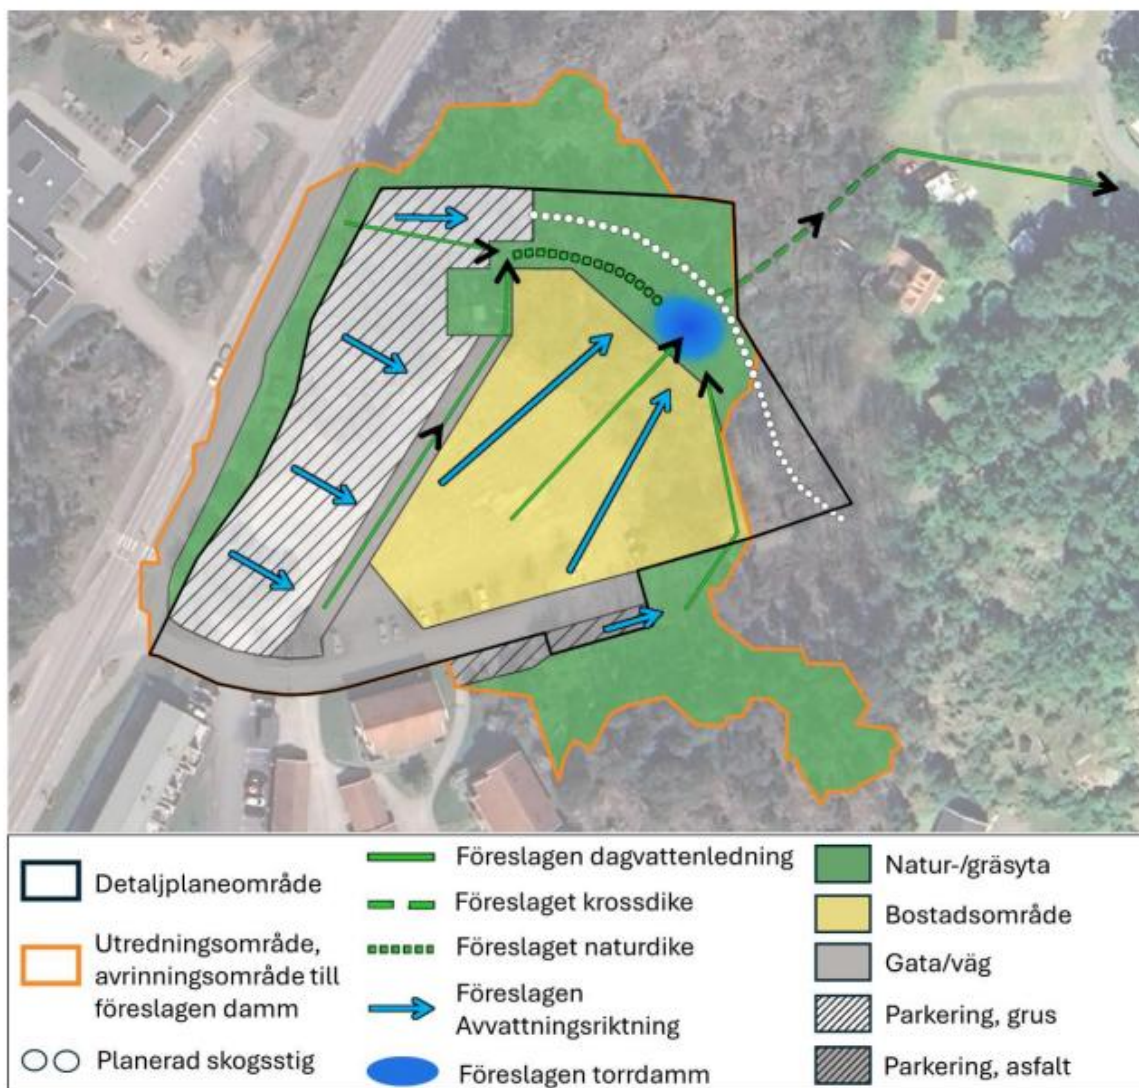 Detaljplaneområde
Utredningsområde,
avrinningsområde till
föreslagen damm
Planerad skogsstig
Föreslagen dagvattenledning
Föreslaget krossdike
Föreslaget naturdike
Föreslagen
Avvattningsriktning
Föreslagen torrdamm
Natur-/gräsyta
Bostadsområde
Gata/väg
Parkering, grus
Parkering, asfalt